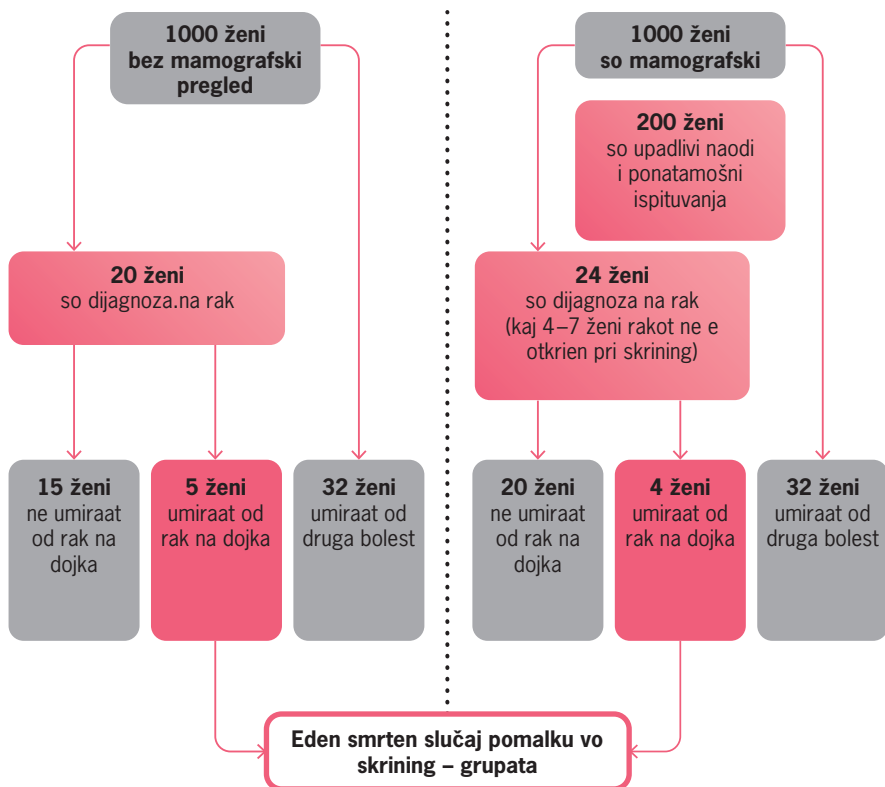 1000 ženi
bez mamografski
pregled
20 ženi
so dijagnoza.na rak
15 ženi
ne umiraat
od rak na
dojka
5 ženi
umiraat od
rak na dojka
32 ženi
umiraat od
druga bolest
1000 ženi
so mamografski
200 ženi
so upadlivi naodi
i ponatamošni
ispituvanja
24 ženi
so dijagnoza na rak
(kaj 4–7 ženi rakot ne e
otkrien pri skrining)
20 ženi
ne umiraat
od rak na
dojka
4 ženi
umiraat od
rak na dojka
32 ženi
umiraat od
druga bolest
Eden smrten slučaj pomalku vo
skrining – grupata